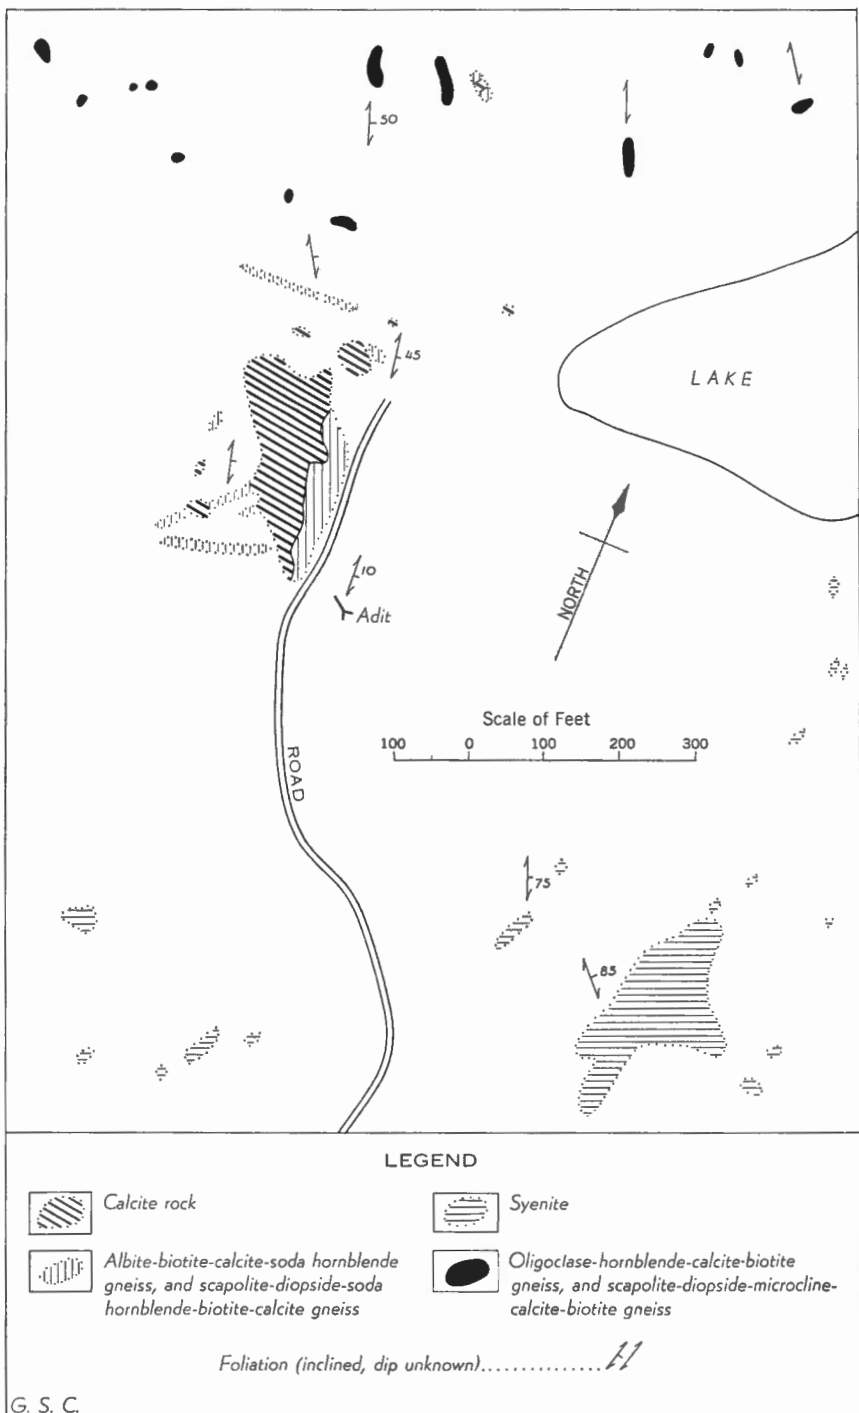 50
45
LAKE
NORTH
10
Adit
Scale of Feet
100 0 100 200 300
ROAD
75
85
LEGEND
Calcite rock
Syenite
Albite-biotite-calcite-soda hornblende
gneiss, and scapolite-diopside-soda
hornblende-biotite-calcite gneiss
Oligoclase-hornblende-calcite-biotite
gneiss, and scapolite-diopside-microcline-
calcite-biotite gneiss
Foliation (inclined, dip unknown)...............
G. S. C.